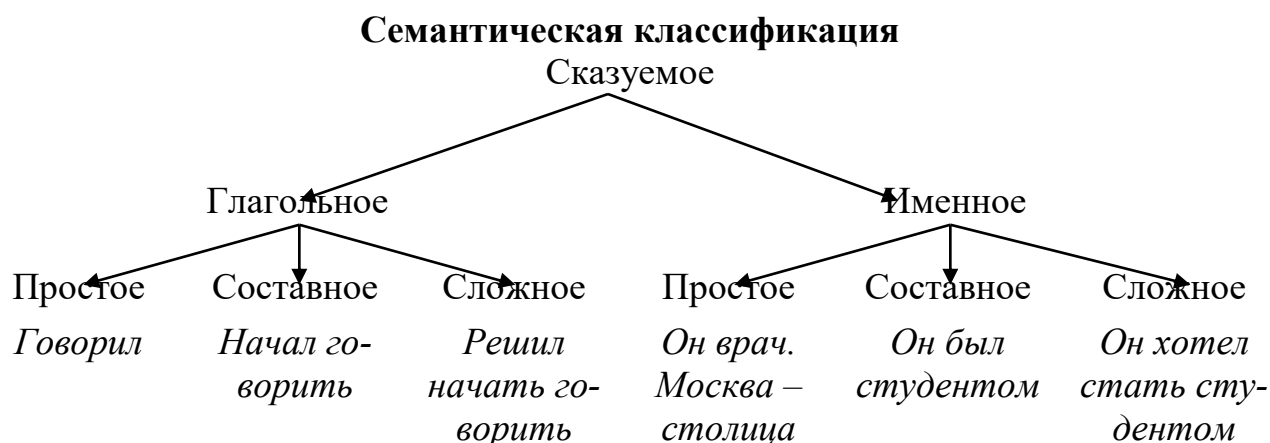 Семантическая классификация
Сказуемое
Глагольное Именное
Простое Составное Сложное Простое Составное Сложное
Говорил Начал го- Решил Он врач. Он был Он хотел
ворить начать го- Москва – студентом стать сту-
ворить столица дентом